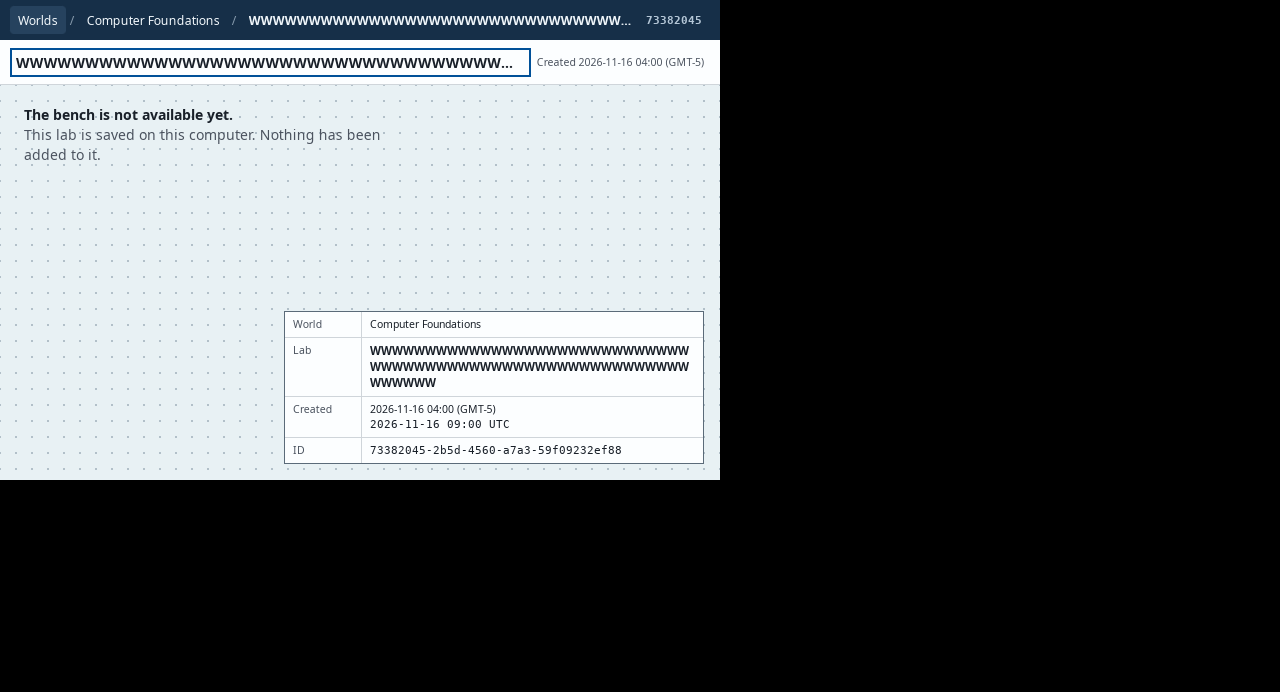 Worlds / Computer Foundations / WWWWWWWWWWWWWWWWWWWWWWWWWWWWWWW... 73382045
WWWWWWWWWWWWWWWWWWWWWWWWWWWWWWWWWWW... Created 2026-11-16 04:00 (GMT-5)
The bench is not available yet.
This lab is saved on this computer. Nothing has been
added to it.
World Computer Foundations
Lab WWWWWWWWWWWWWWWWWWWWWWWWWWWWW
WWWWWWWWWWWWWWWWWWWWWWWWWWWWW
WWWWWW
Created 2026-11-16 04:00 (GMT-5)
2026-11-16 09:00 UTC
ID 73382045-2b5d-4560-a7a3-59f09232ef88